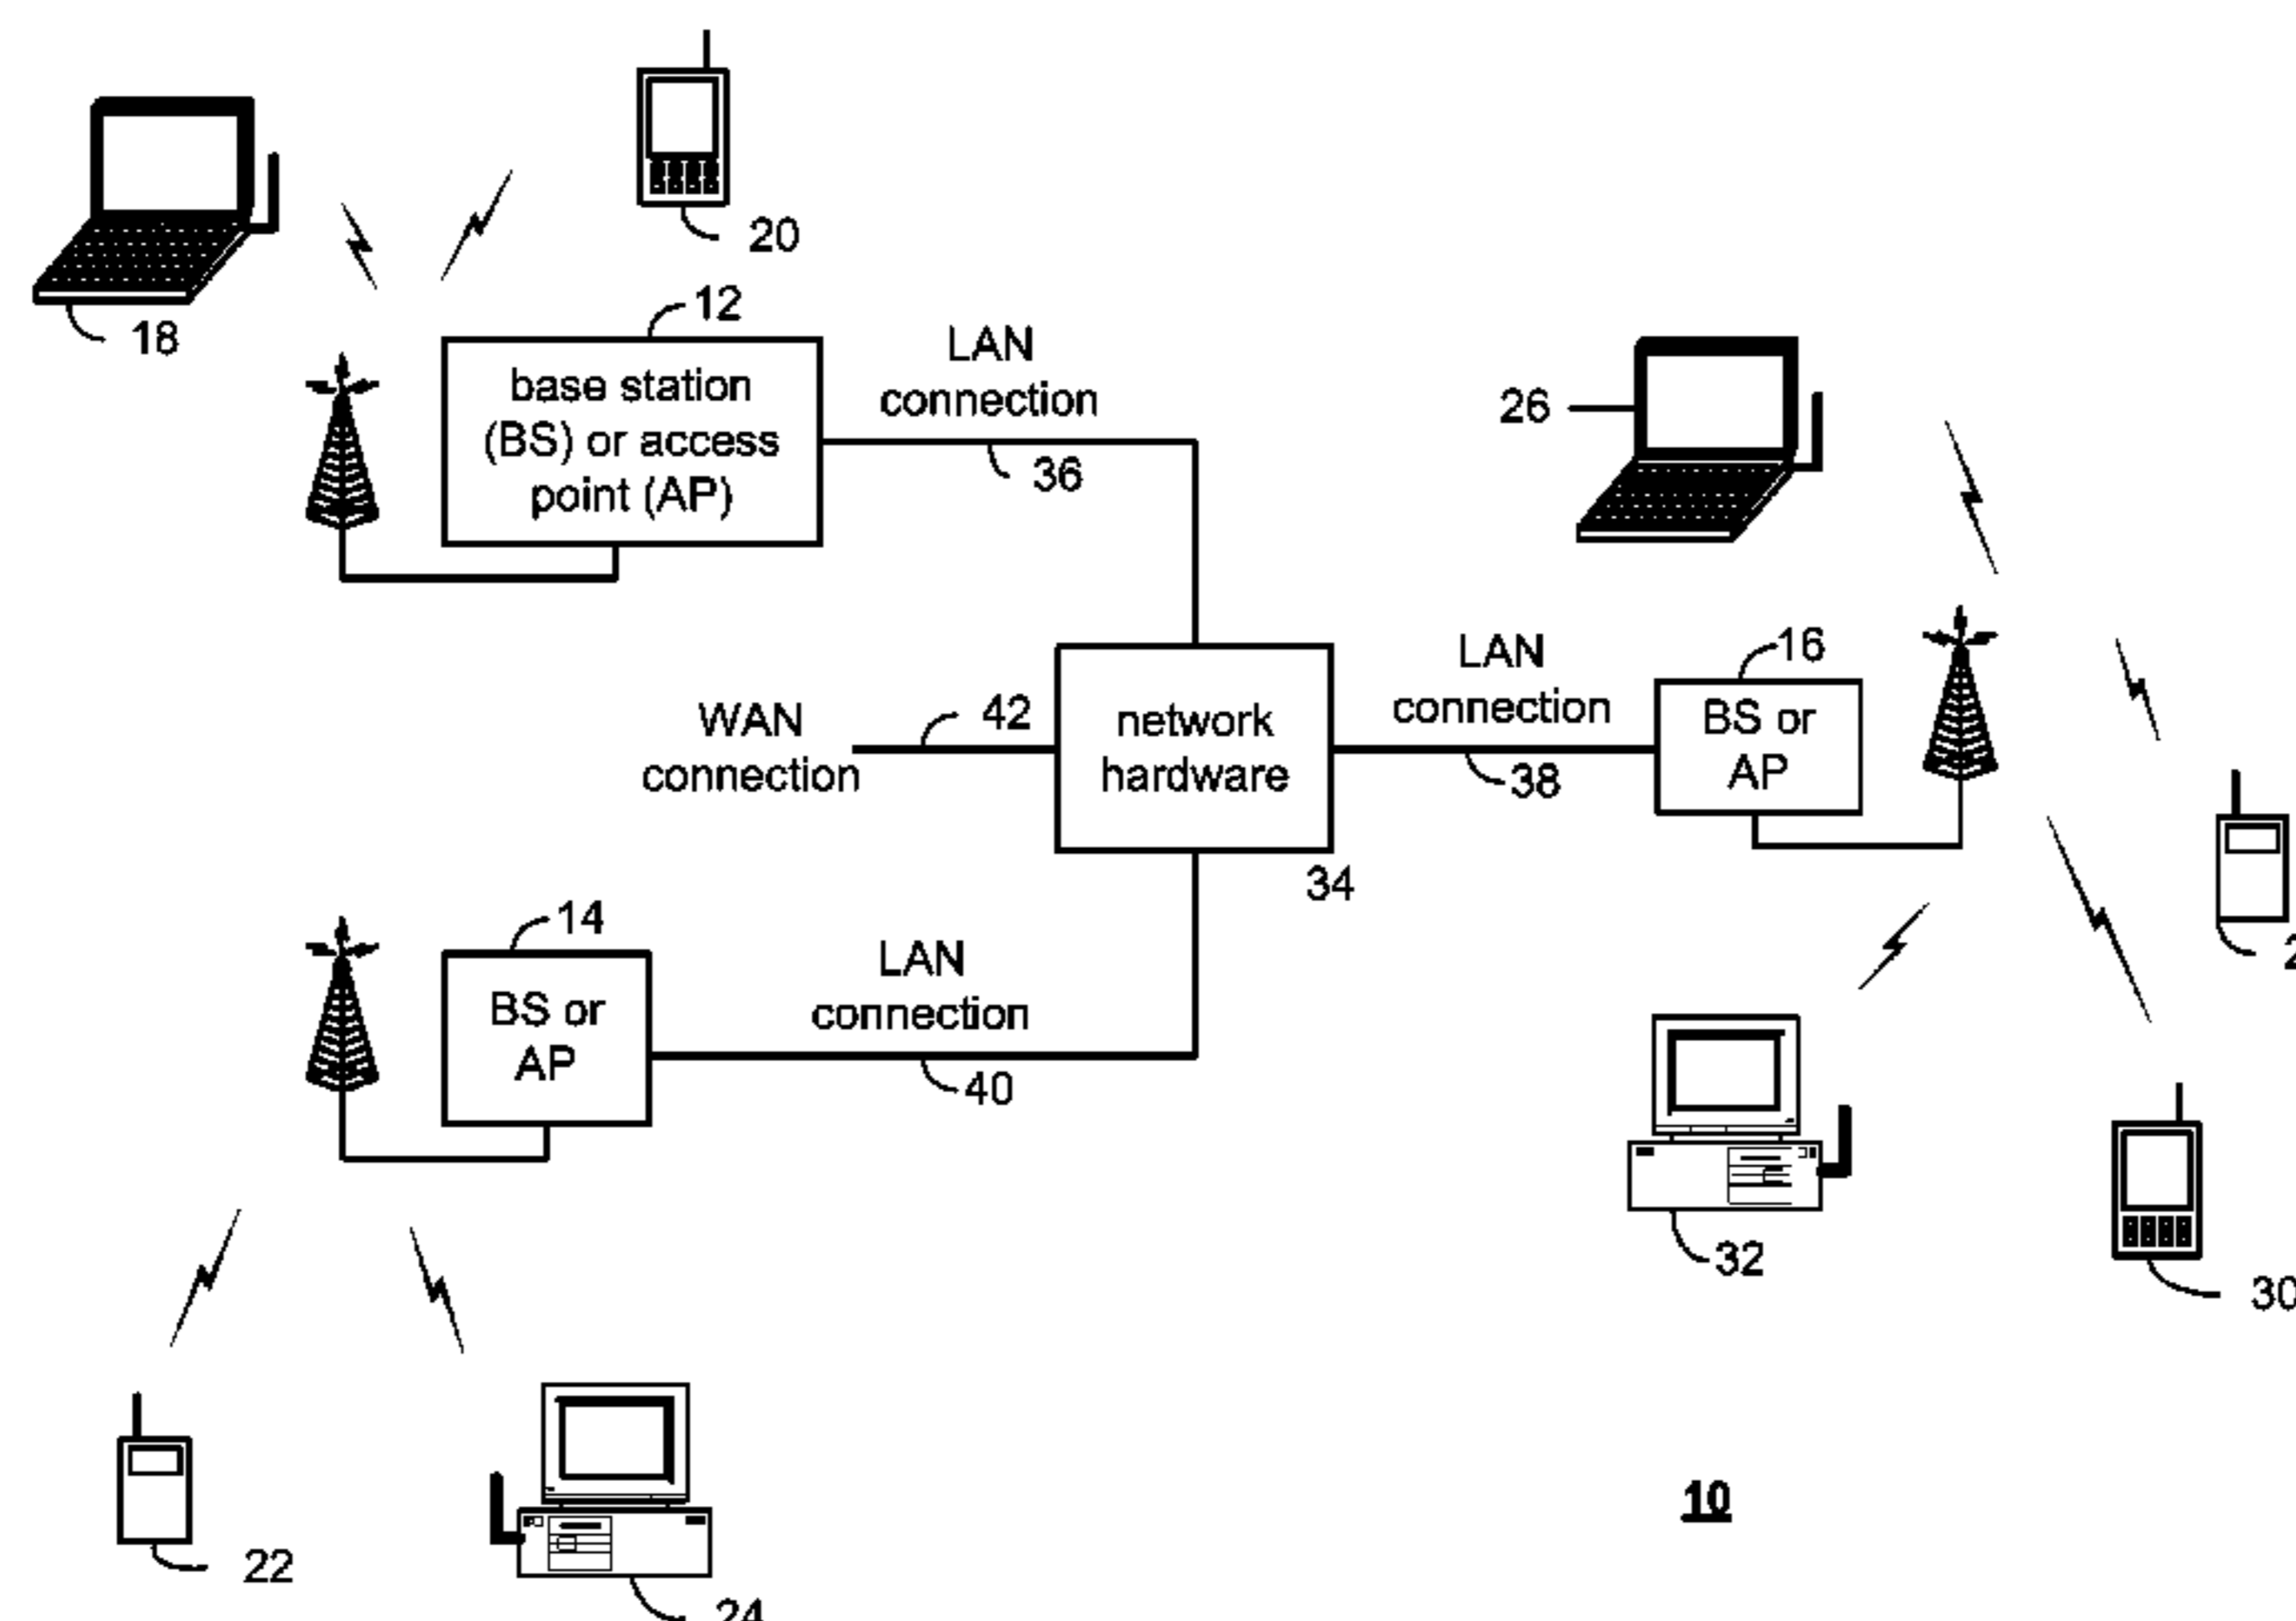 20
18
12
base station
(BS) or access
point (AP)
LAN
connection
36
26
LAN
connection
38
16
BS or
AP
WAN
connection
42
network
hardware
34
14
BS or
AP
LAN
connection
40
32
30
22
24
10